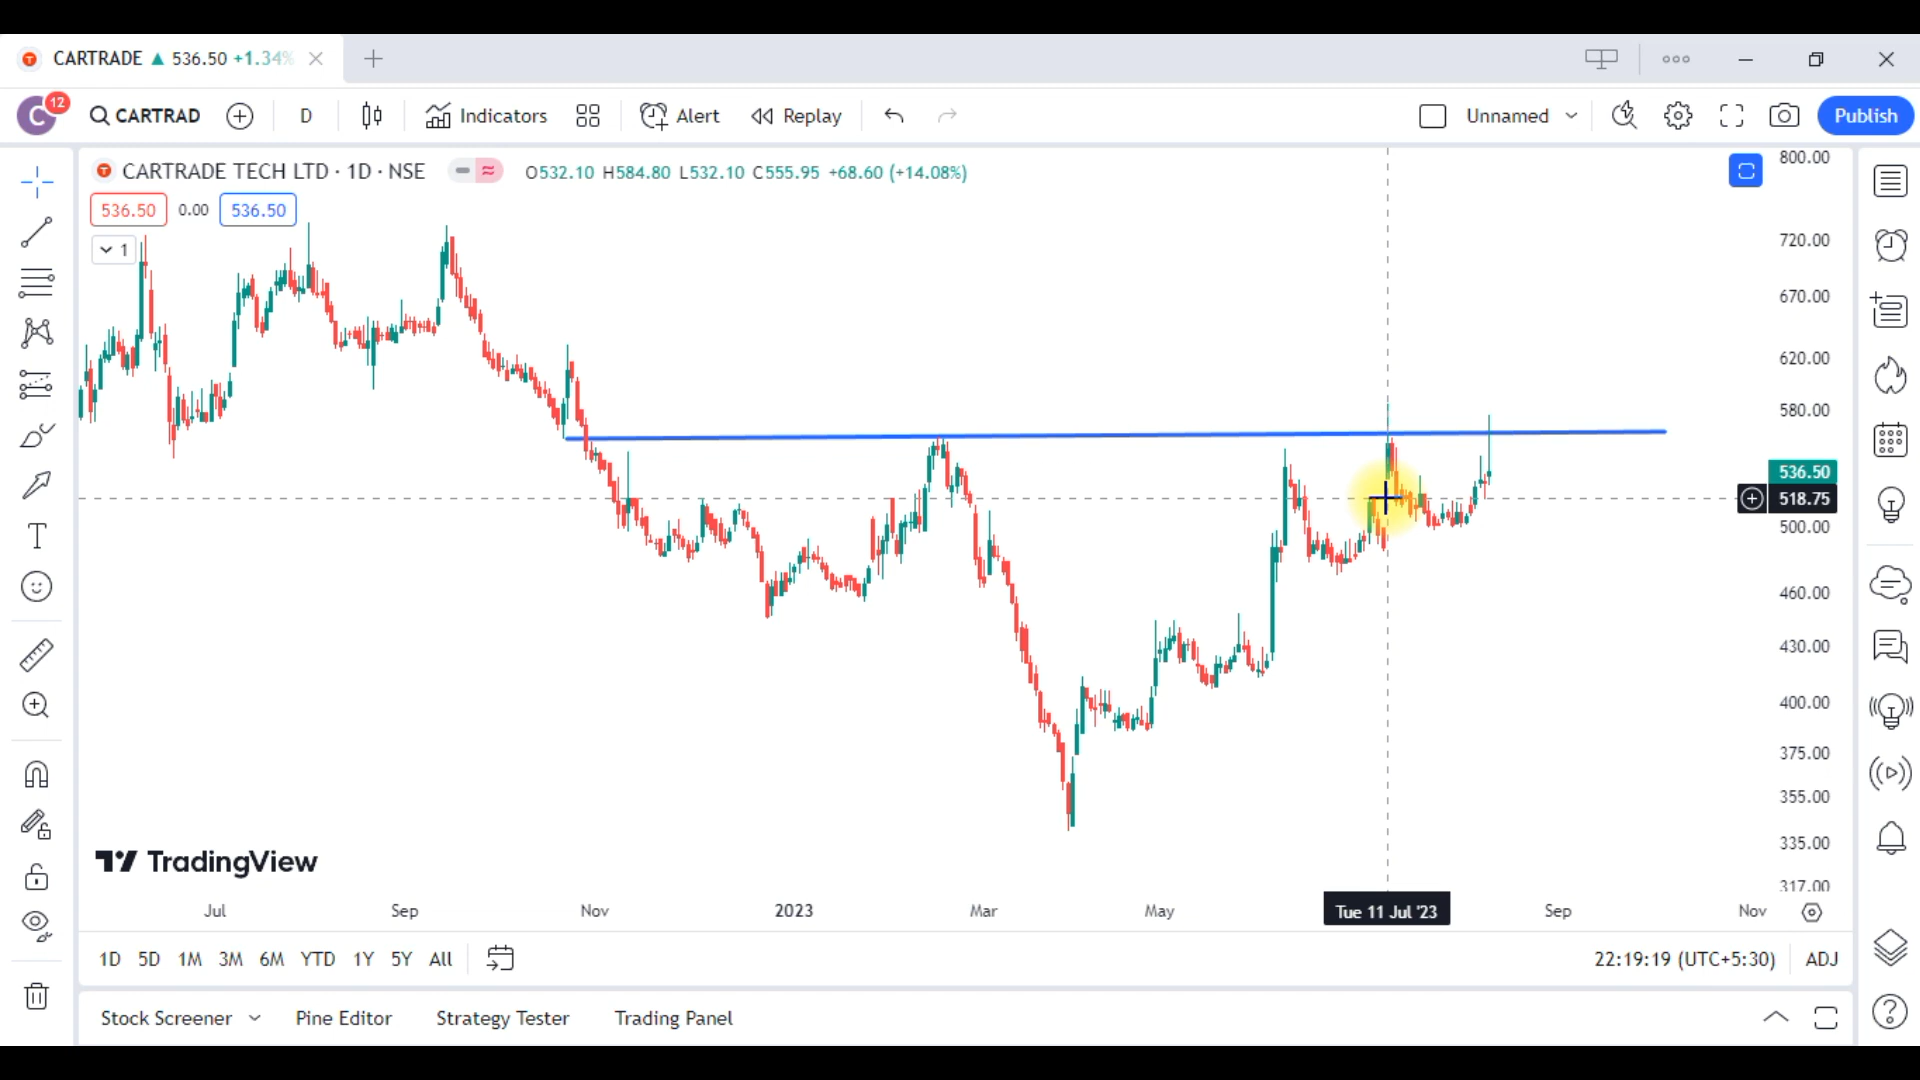 CARTRADE ▲ 536.50 +1.34%
C 12 CARTRAD D Indicators Alert Replay Unnamed Publish
CARTRADE TECH LTD · 1D · NSE O532.10 H584.80 L532.10 C555.95 +68.60 (+14.08%)
536.50 0.00 536.50
1
800.00
720.00
670.00
620.00
580.00
536.50
518.75
500.00
460.00
430.00
400.00
375.00
355.00
335.00
317.00
TradingView
Jul Sep Nov 2023 Mar May Tue 11 Jul '23 Sep Nov
1D 5D 1M 3M 6M YTD 1Y 5Y All 22:19:19 (UTC+5:30) ADJ
Stock Screener Pine Editor Strategy Tester Trading Panel